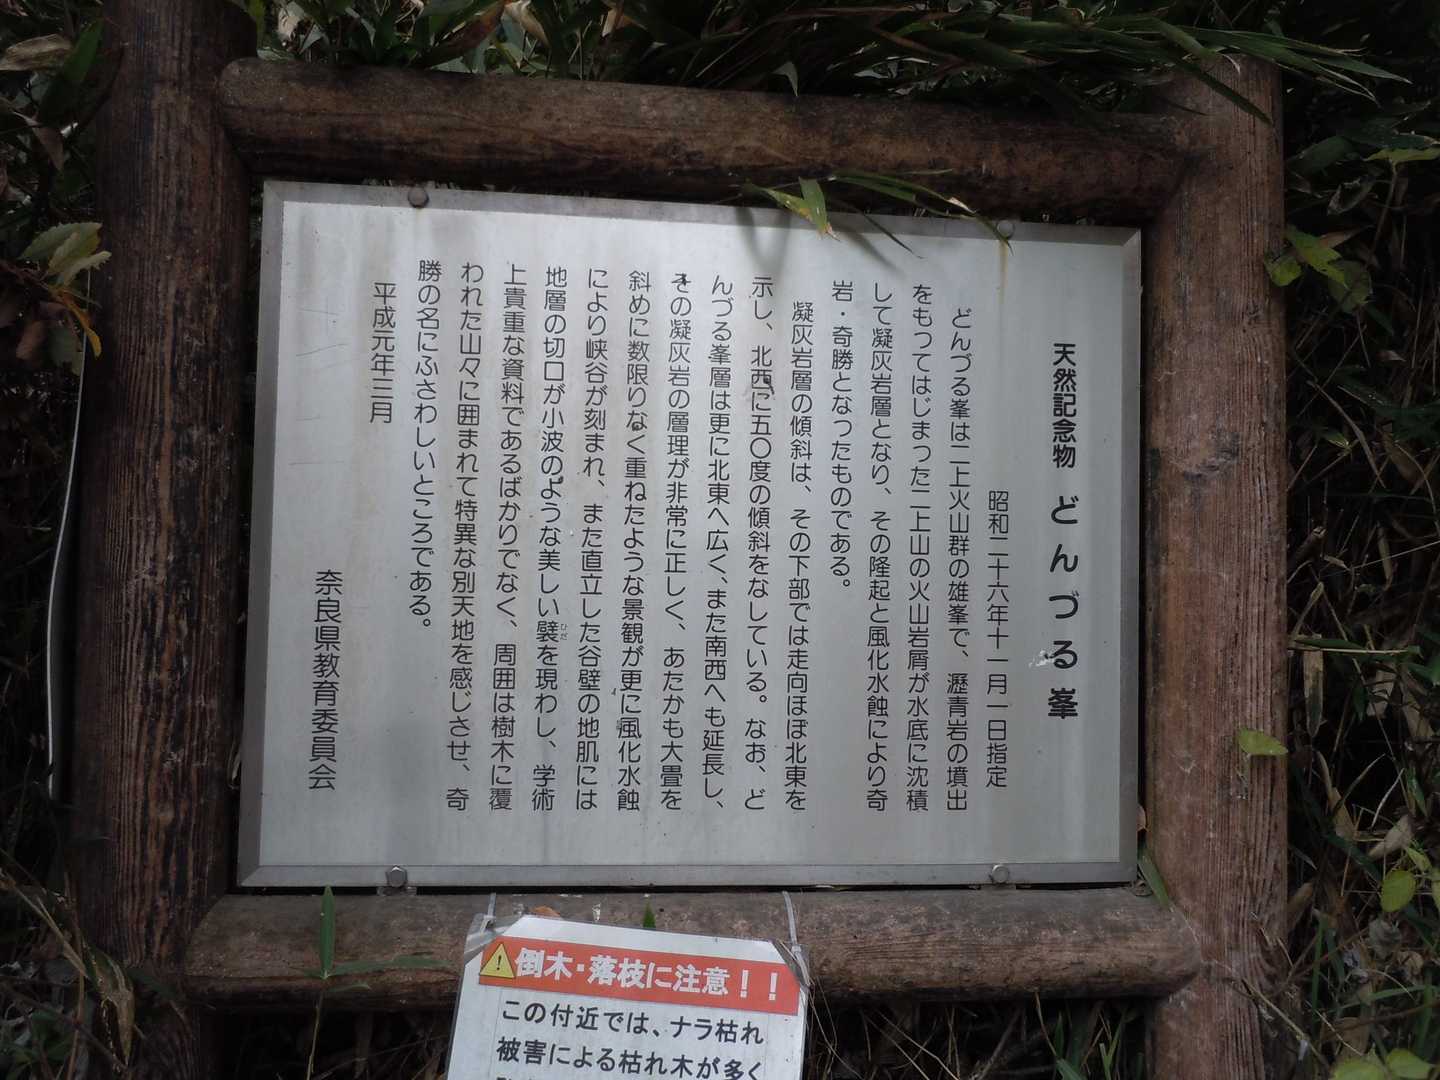 天然記念物 どんづる峯
昭和二十六年十一月一日指定
どんづる峯は二上火山群の雄峯で、瀝青岩の墳出
をもってはじまった二上山の火山岩屑が水底に沈積
して凝灰岩層となり、その隆起と風化水蝕により奇
岩・奇勝となったものである。
凝灰岩層の傾斜は、その下部では走向ほぼ北東を
示し、北西に五〇度の傾斜をなしている。なお、ど
んづる峯層は更に北東へ広く、また南西へも延長し、
その凝灰岩の層理が非常に正しく、あたかも大畳を
斜めに数限りなく重ねたような景観が更に風化水蝕
により峡谷が刻まれ、また直立した谷壁の地肌には
地層の切口が小波のような美しい襞を現わし、学術
ひだ
上貴重な資料であるばかりでなく、周囲は樹木に覆
われた山々に囲まれて特異な別天地を感じさせ、奇
勝の名にふさわしいところである。
平成元年三月
奈良県教育委員会
倒木・落枝に注意!!
この付近では、ナラ枯れ
被害による枯れ木が多く